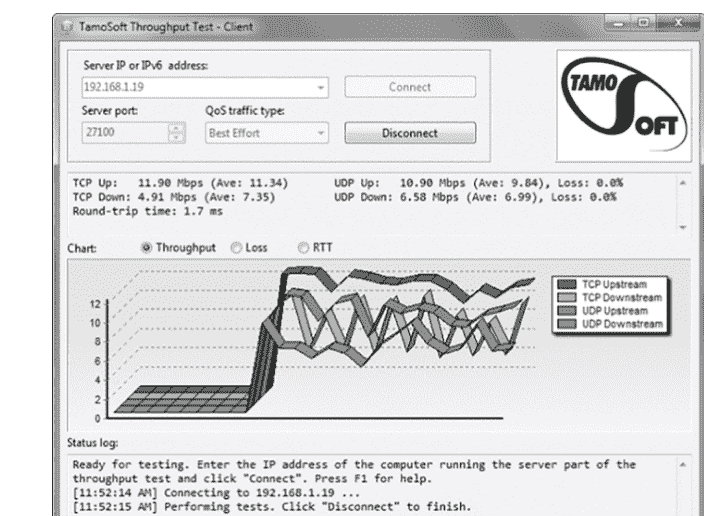 TamoSoft Throughput Test - Client
Server IP or IPv6 address:
192.168.1.19
Connect
Server port:
QoS traffic type:
27100
Best Effort
Disconnect
TAMO
SOFT
TCP Up: 11.90 Mbps (Ave: 11.34) UDP Up: 10.90 Mbps (Ave: 9.84), Loss: 0.0%
TCP Down: 4.91 Mbps (Ave: 7.35) UDP Down: 6.58 Mbps (Ave: 6.99), Loss: 0.0%
Round-trip time: 1.7 ms
Chart: Throughput Loss RTT
12
10
8
6
4
2
0
TCP Upstream
TCP Downstream
UDP Upstream
UDP Downstream
Status log:
Ready for testing. Enter the IP address of the computer running the server part of the
throughput test and click "Connect". Press F1 for help.
[11:52:14 AM] Connecting to 192.168.1.19 ...
[11:52:15 AM] Performing tests. Click "Disconnect" to finish.